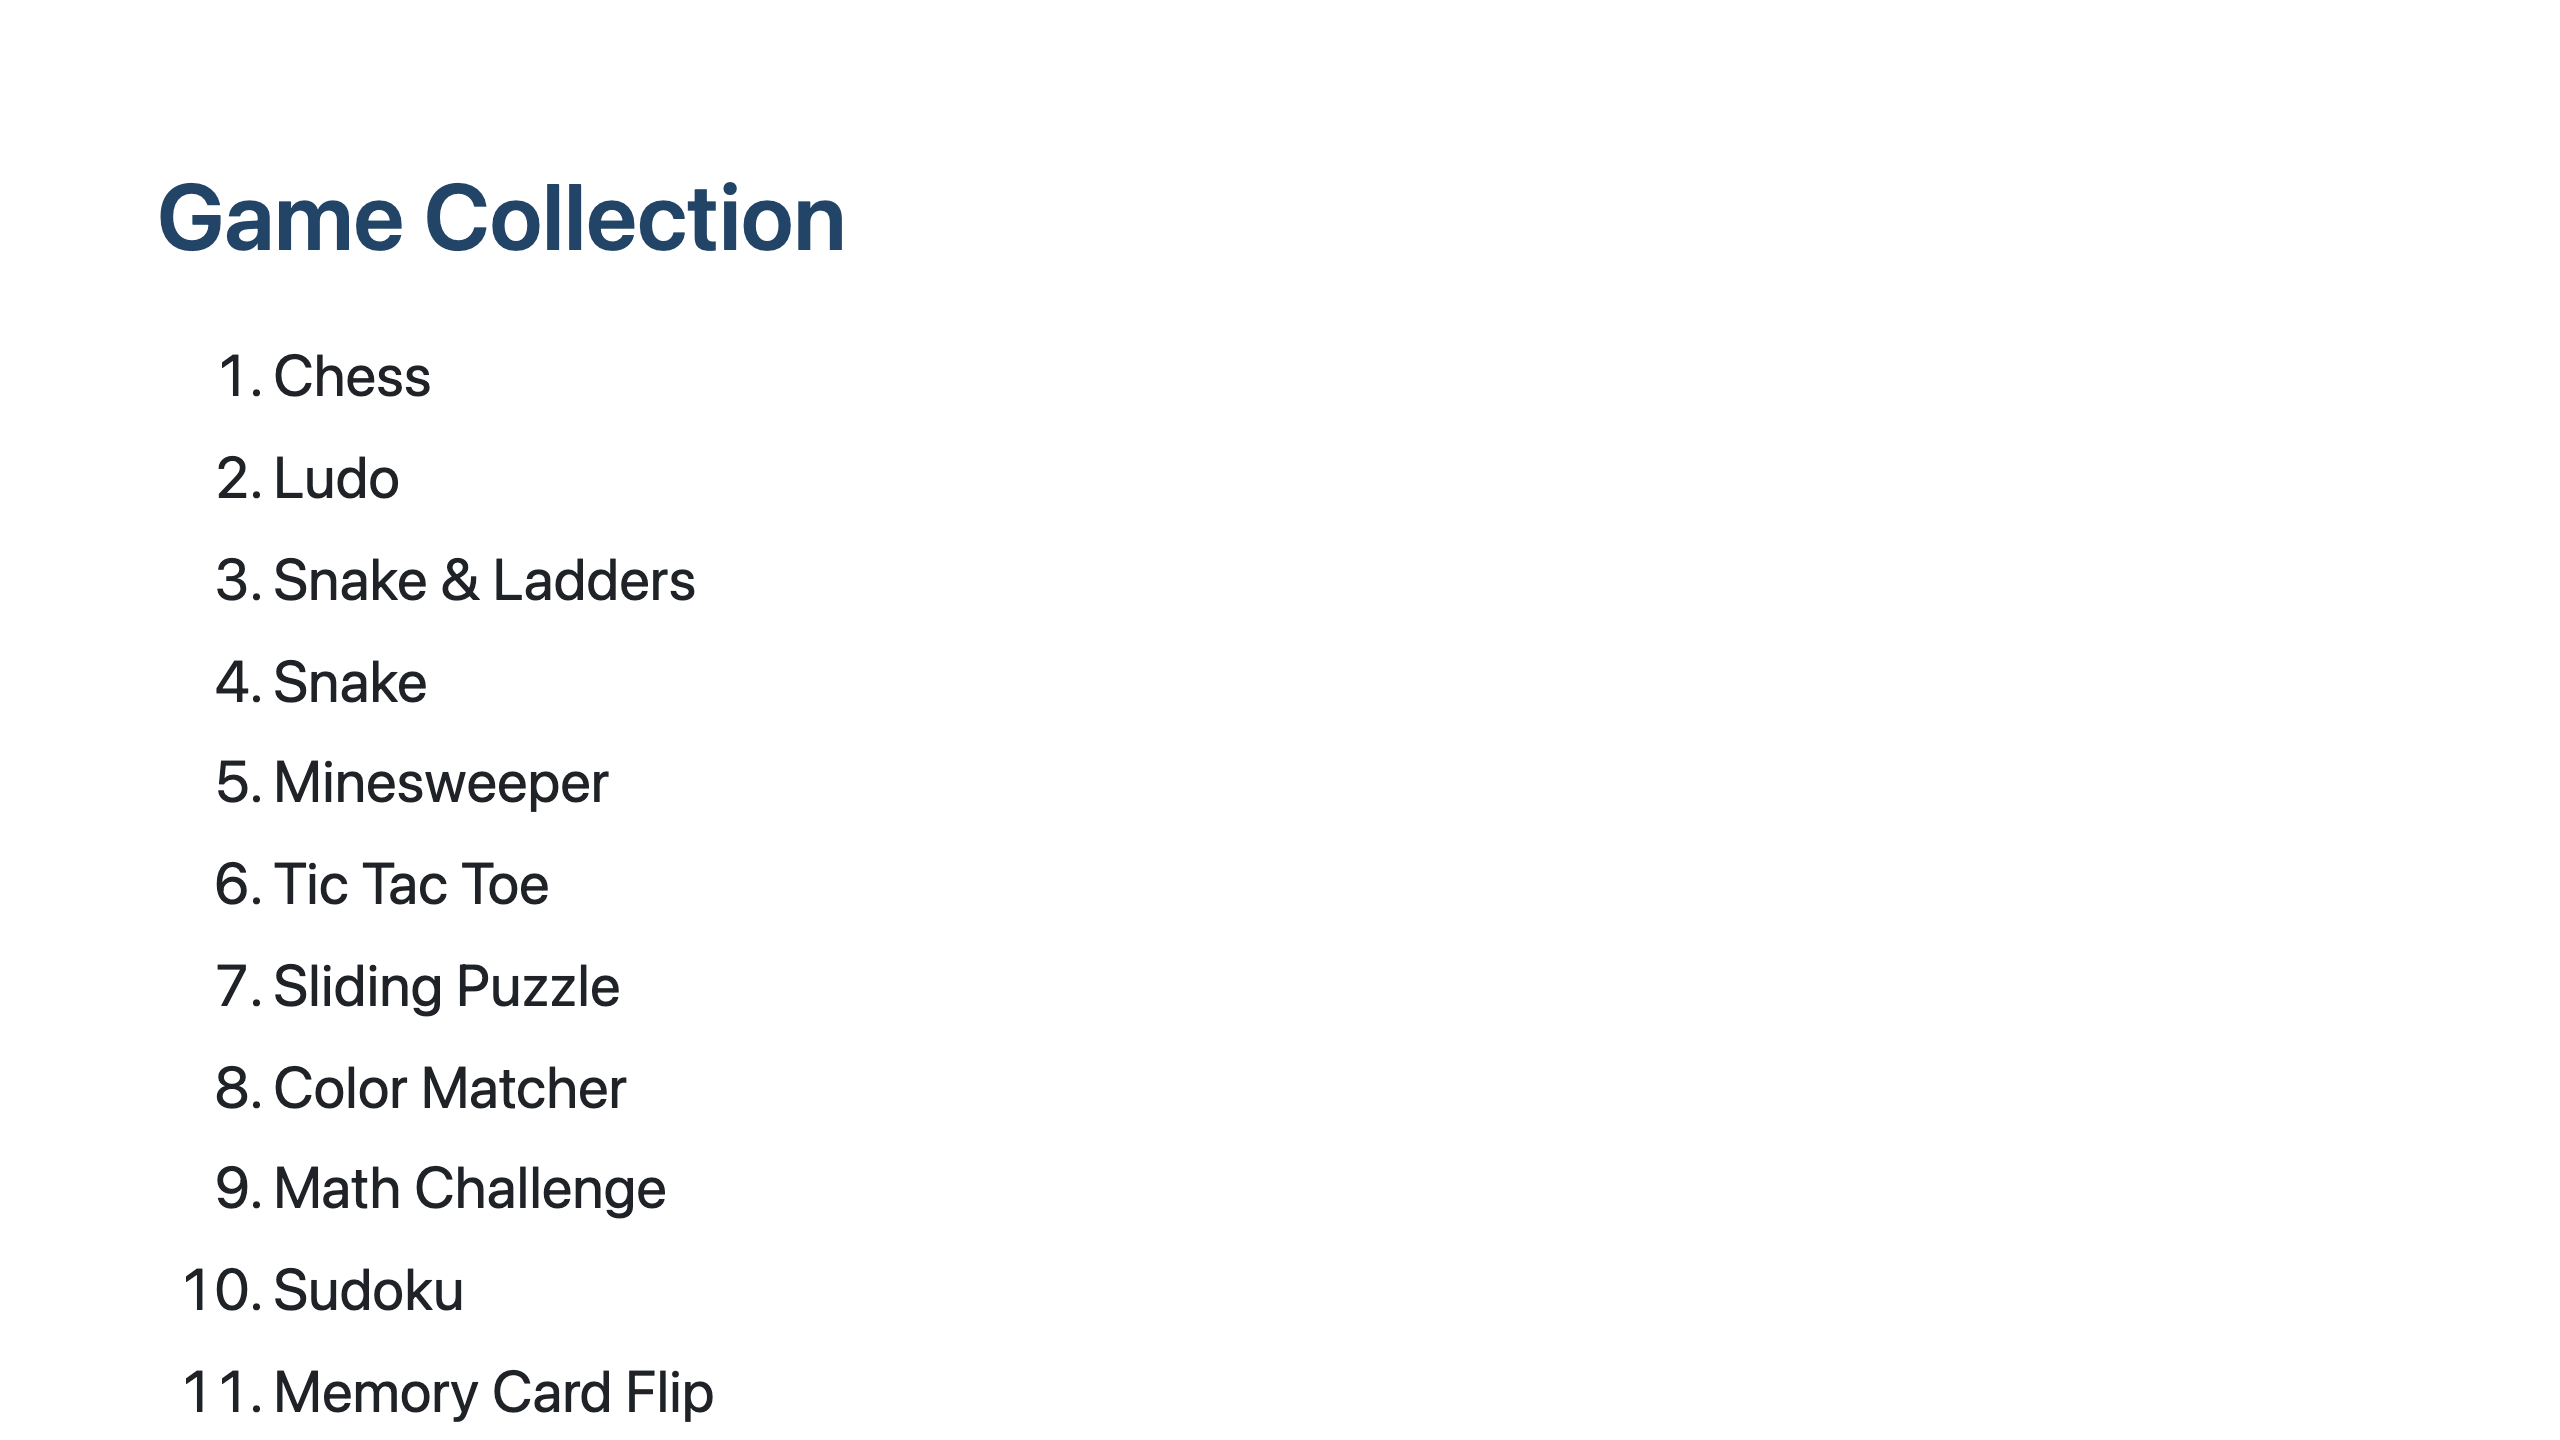 Game Collection
1. Chess
2. Ludo
3. Snake & Ladders
4. Snake
5. Minesweeper
6. Tic Tac Toe
7. Sliding Puzzle
8. Color Matcher
9. Math Challenge
10. Sudoku
11. Memory Card Flip